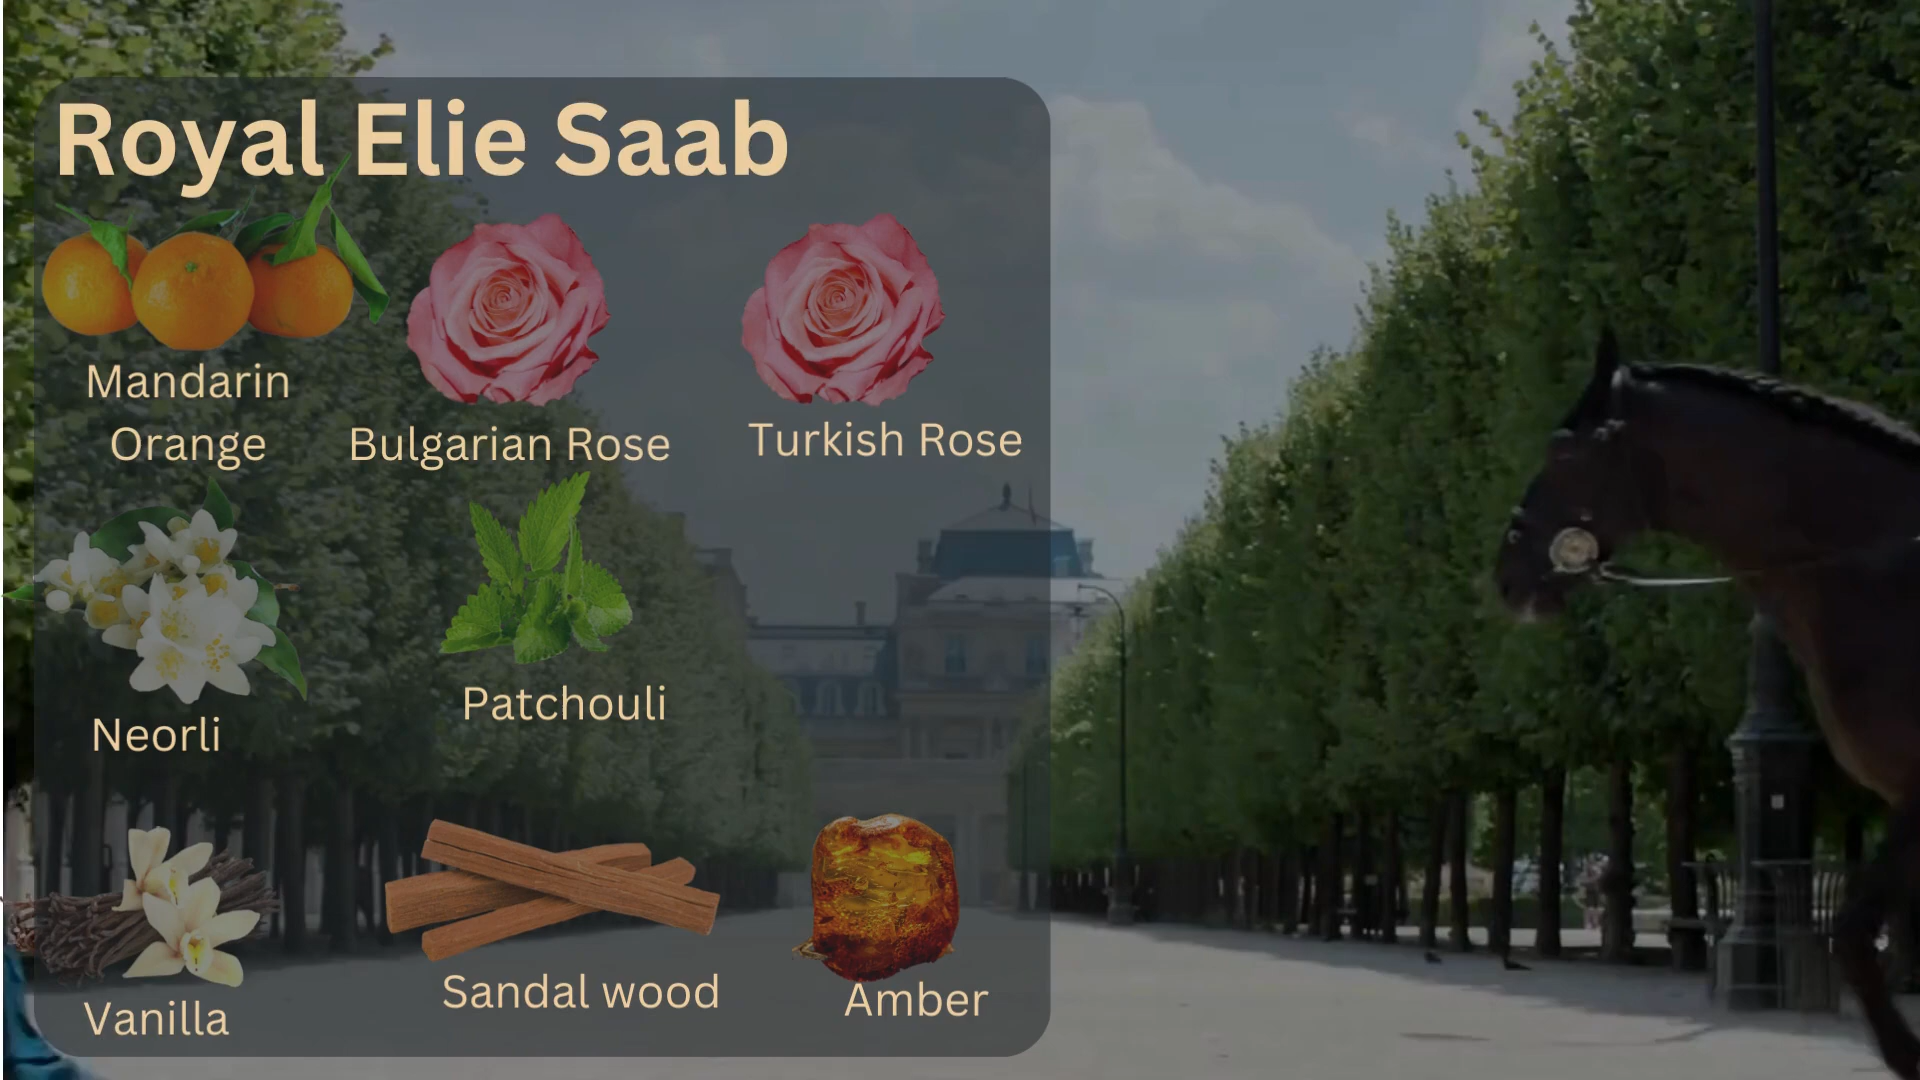 Royal Elie Saab
Mandarin
Orange
Bulgarian Rose
Turkish Rose
Neorli
Patchouli
Vanilla
Sandal wood
Amber